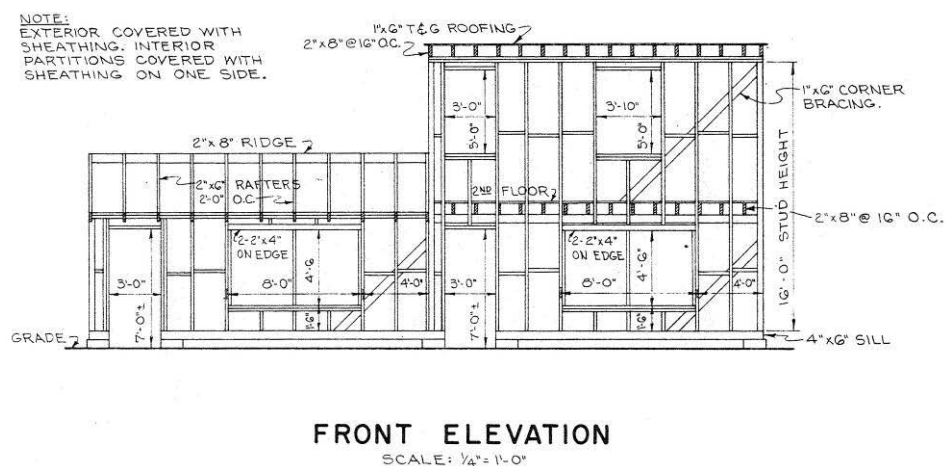 NOTE:
EXTERIOR COVERED WITH
SHEATHING. INTERIOR
PARTITIONS COVERED WITH
SHEATHING ON ONE SIDE.
1"x6" T&G ROOFING
2"x8"@16"O.C.
3'-0"
5'-0"
3'-10"
5'-0"
1"x6" CORNER
BRACING.
2"x8" RIDGE
2"x6" RAFTERS
2'-0" O.C.
2ND FLOOR
16'-0" STUD HEIGHT
2"x8"@ 16" O.C.
2-2"x4"
ON EDGE
4'-6
2-2"x4"
ON EDGE
4'-6"
3'-0"
8'-0"
4'-0"
3'-0"
8'-0"
4'-0"
7'-0"±
1'-6"
7'-0"±
1'-6"
GRADE
4"x6" SILL
FRONT ELEVATION
SCALE: 1/4" = 1'-0"